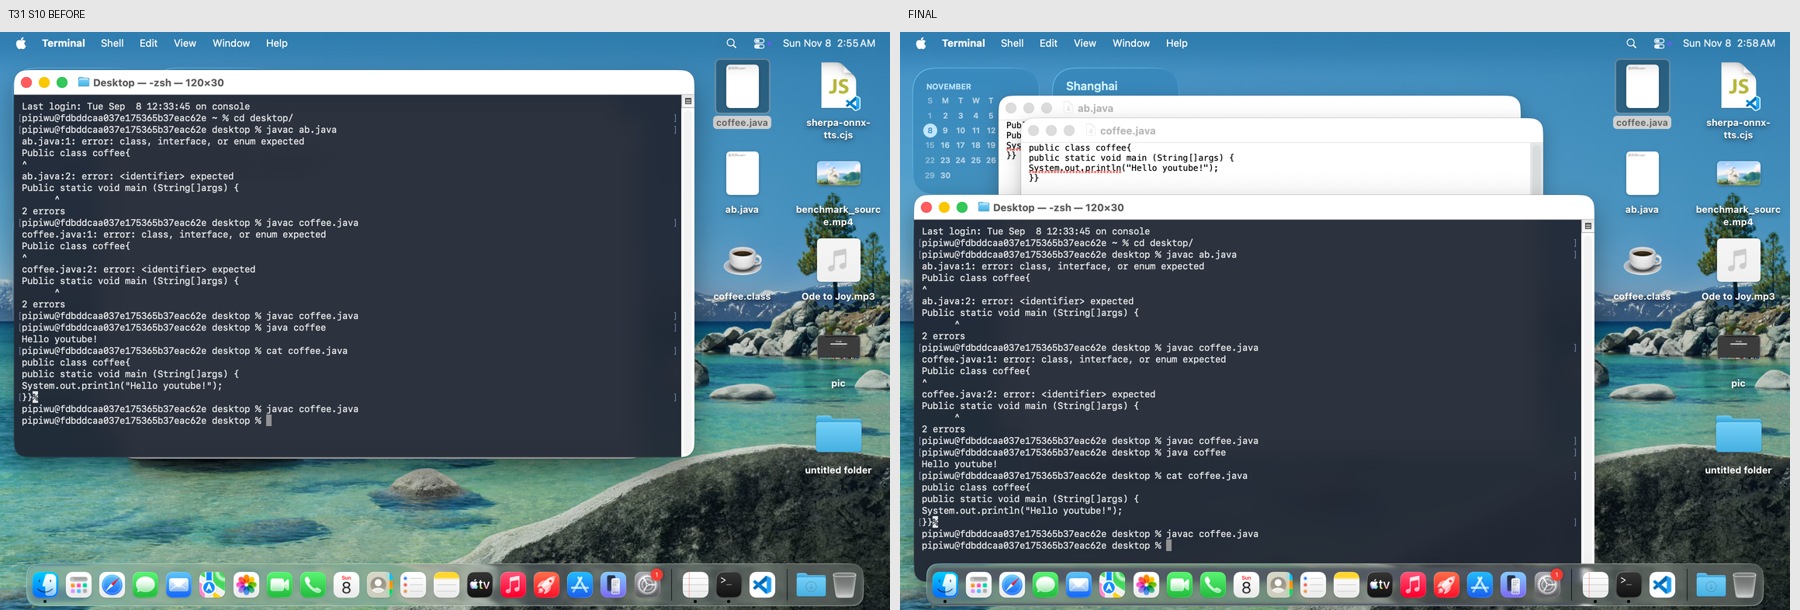 T31 S10 BEFORE
Terminal Shell Edit View Window Help
Sun Nov 8 2:55 AM
Desktop — -zsh — 120×30
Last login: Tue Sep  8 12:33:45 on console
[pipiwu@fdbddcaa037e175365b37eac62e ~ % cd desktop/ ]
[pipiwu@fdbddcaa037e175365b37eac62e desktop % javac ab.java ]
ab.java:1: error: class, interface, or enum expected
Public class coffee{
^
ab.java:2: error: <identifier> expected
Public static void main (String[]args) {
^
2 errors
[pipiwu@fdbddcaa037e175365b37eac62e desktop % javac coffee.java ]
coffee.java:1: error: class, interface, or enum expected
Public class coffee{
^
coffee.java:2: error: <identifier> expected
Public static void main (String[]args) {
^
2 errors
[pipiwu@fdbddcaa037e175365b37eac62e desktop % javac coffee.java ]
[pipiwu@fdbddcaa037e175365b37eac62e desktop % java coffee ]
Hello youtube!
[pipiwu@fdbddcaa037e175365b37eac62e desktop % cat coffee.java ]
public class coffee{
public static void main (String[]args) {
System.out.println("Hello youtube!");
[}}% ]
pipiwu@fdbddcaa037e175365b37eac62e desktop % javac coffee.java
pipiwu@fdbddcaa037e175365b37eac62e desktop %
coffee.java
sherpa-onnx-
tts.cjs
ab.java
benchmark_sourc
e.mp4
coffee.class
Ode to Joy.mp3
pic
untitled folder
Sun
8
tv
1
FINAL
Terminal Shell Edit View Window Help
Sun Nov 8 2:58 AM
NOVEMBER
S M T W T
1 2 3 4 5
8 9 10 11 12
15 16 17 18 19
22 23 24 25 26
29 30
Shanghai
ab.java
Pub
Pub
Sys
}}
coffee.java
public class coffee{
public static void main (String[]args) {
System.out.println("Hello youtube!");
}}
Desktop — -zsh — 120×30
Last login: Tue Sep  8 12:33:45 on console
[pipiwu@fdbddcaa037e175365b37eac62e ~ % cd desktop/ ]
[pipiwu@fdbddcaa037e175365b37eac62e desktop % javac ab.java ]
ab.java:1: error: class, interface, or enum expected
Public class coffee{
^
ab.java:2: error: <identifier> expected
Public static void main (String[]args) {
^
2 errors
[pipiwu@fdbddcaa037e175365b37eac62e desktop % javac coffee.java ]
coffee.java:1: error: class, interface, or enum expected
Public class coffee{
^
coffee.java:2: error: <identifier> expected
Public static void main (String[]args) {
^
2 errors
[pipiwu@fdbddcaa037e175365b37eac62e desktop % javac coffee.java ]
[pipiwu@fdbddcaa037e175365b37eac62e desktop % java coffee ]
Hello youtube!
[pipiwu@fdbddcaa037e175365b37eac62e desktop % cat coffee.java ]
public class coffee{
public static void main (String[]args) {
System.out.println("Hello youtube!");
[}}% ]
pipiwu@fdbddcaa037e175365b37eac62e desktop % javac coffee.java
pipiwu@fdbddcaa037e175365b37eac62e desktop %
coffee.java
JS
sherpa-onnx-
tts.cjs
ab.java
benchmark_sourc
e.mp4
coffee.class
Ode to Joy.mp3
pic
untitled folder
Sun
8
tv
1